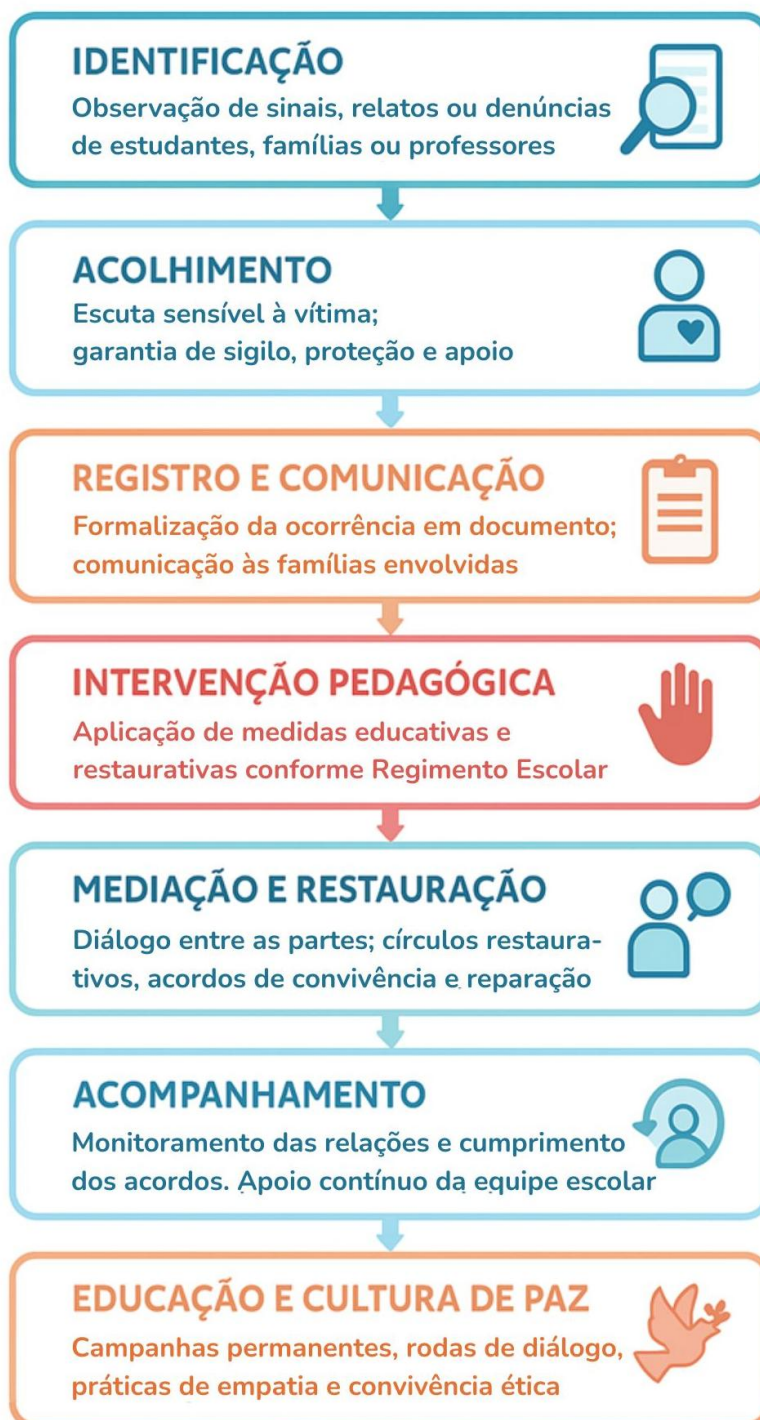 IDENTIFICAÇÃO
Observação de sinais, relatos ou denúncias
de estudantes, famílias ou professores
ACOLHIMENTO
Escuta sensível à vítima;
garantia de sigilo, proteção e apoio
REGISTRO E COMUNICAÇÃO
Formalização da ocorrência em documento;
comunicação às famílias envolvidas
INTERVENÇÃO PEDAGÓGICA
Aplicação de medidas educativas e
restaurativas conforme Regimento Escolar
MEDIAÇÃO E RESTAURAÇÃO
Diálogo entre as partes; círculos restaura-
tivos, acordos de convivência e reparação
ACOMPANHAMENTO
Monitoramento das relações e cumprimento
dos acordos. Apoio contínuo da equipe escolar
EDUCAÇÃO E CULTURA DE PAZ
Campanhas permanentes, rodas de diálogo,
práticas de empatia e convivência ética